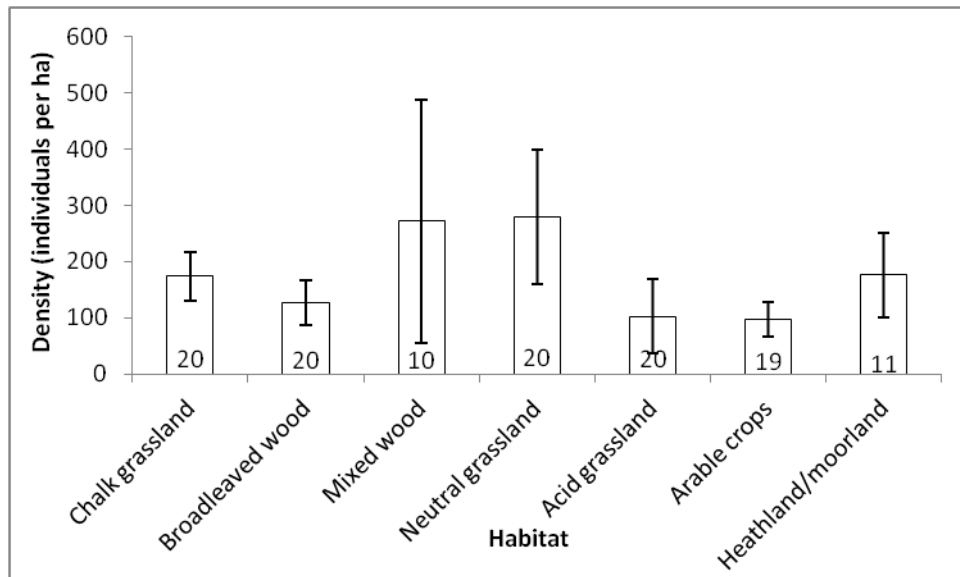 600
500
400
300
200
100
0
Density (individuals per ha)
20
20
10
20
20
19
11
Chalk grassland
Broadleaved wood
Mixed wood
Neutral grassland
Acid grassland
Arable crops
Heathland/moorland
Habitat